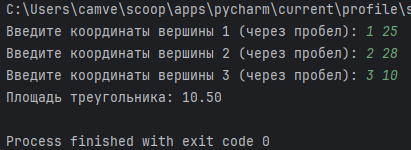 C:\Users\camve\scoop\apps\pycharm\current\profile\s
Введите координаты вершины 1 (через пробел): 1 25
Введите координаты вершины 2 (через пробел): 2 28
Введите координаты вершины 3 (через пробел): 3 10
Площадь треугольника: 10.50
Process finished with exit code 0